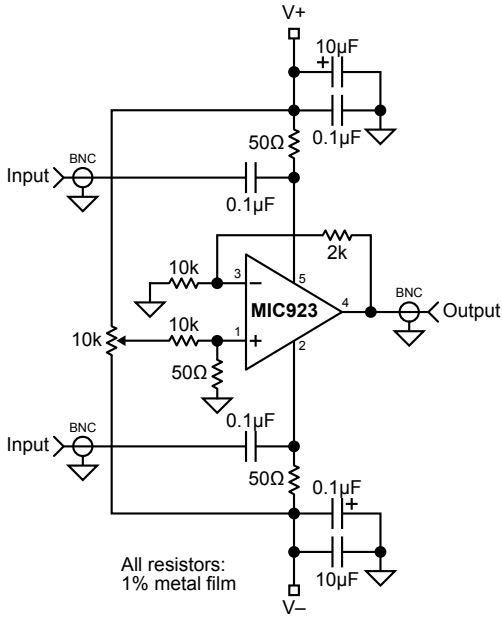 V+
10µF
+
0.1µF
50Ω
BNC
Input
0.1µF
2k
10k
3
−
5
MIC923
4
BNC
Output
10k
10k
1
+
2
50Ω
0.1µF
BNC
Input
50Ω
0.1µF
+
10µF
All resistors:
1% metal film
V–